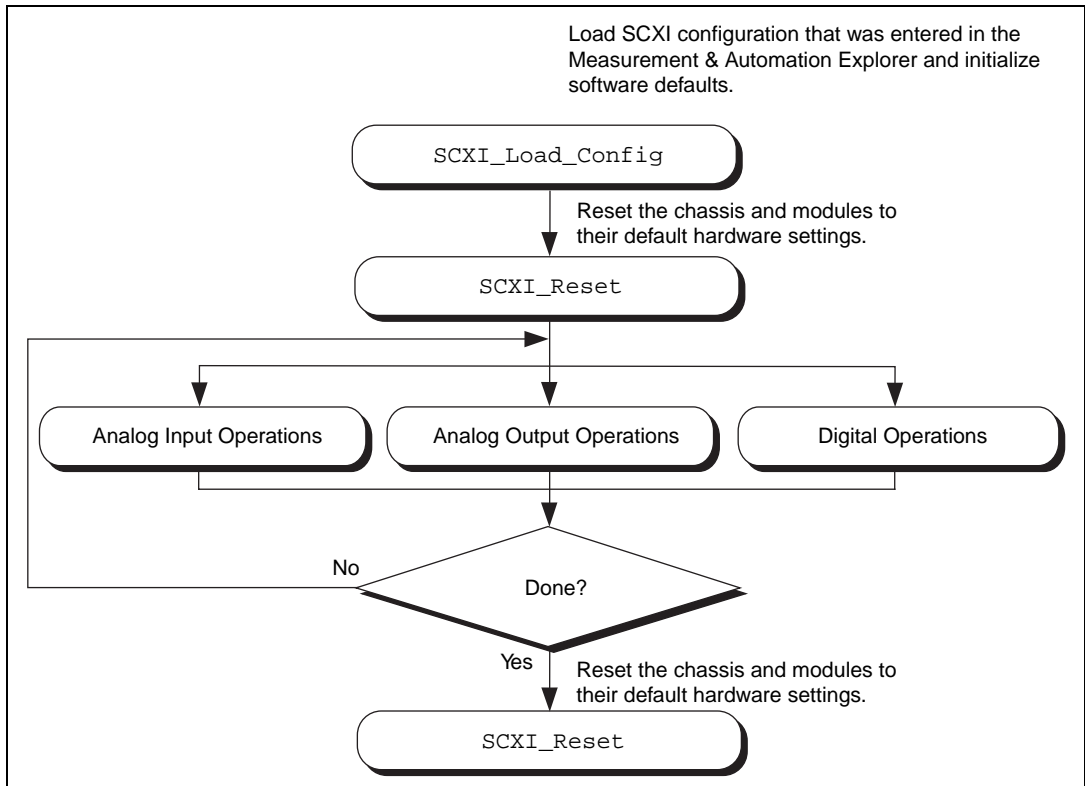 Load SCXI configuration that was entered in the
Measurement & Automation Explorer and initialize
software defaults.
SCXI_Load_Config
Reset the chassis and modules to
their default hardware settings.
SCXI_Reset
Analog Input Operations
Analog Output Operations
Digital Operations
No
Done?
Yes
Reset the chassis and modules to
their default hardware settings.
SCXI_Reset